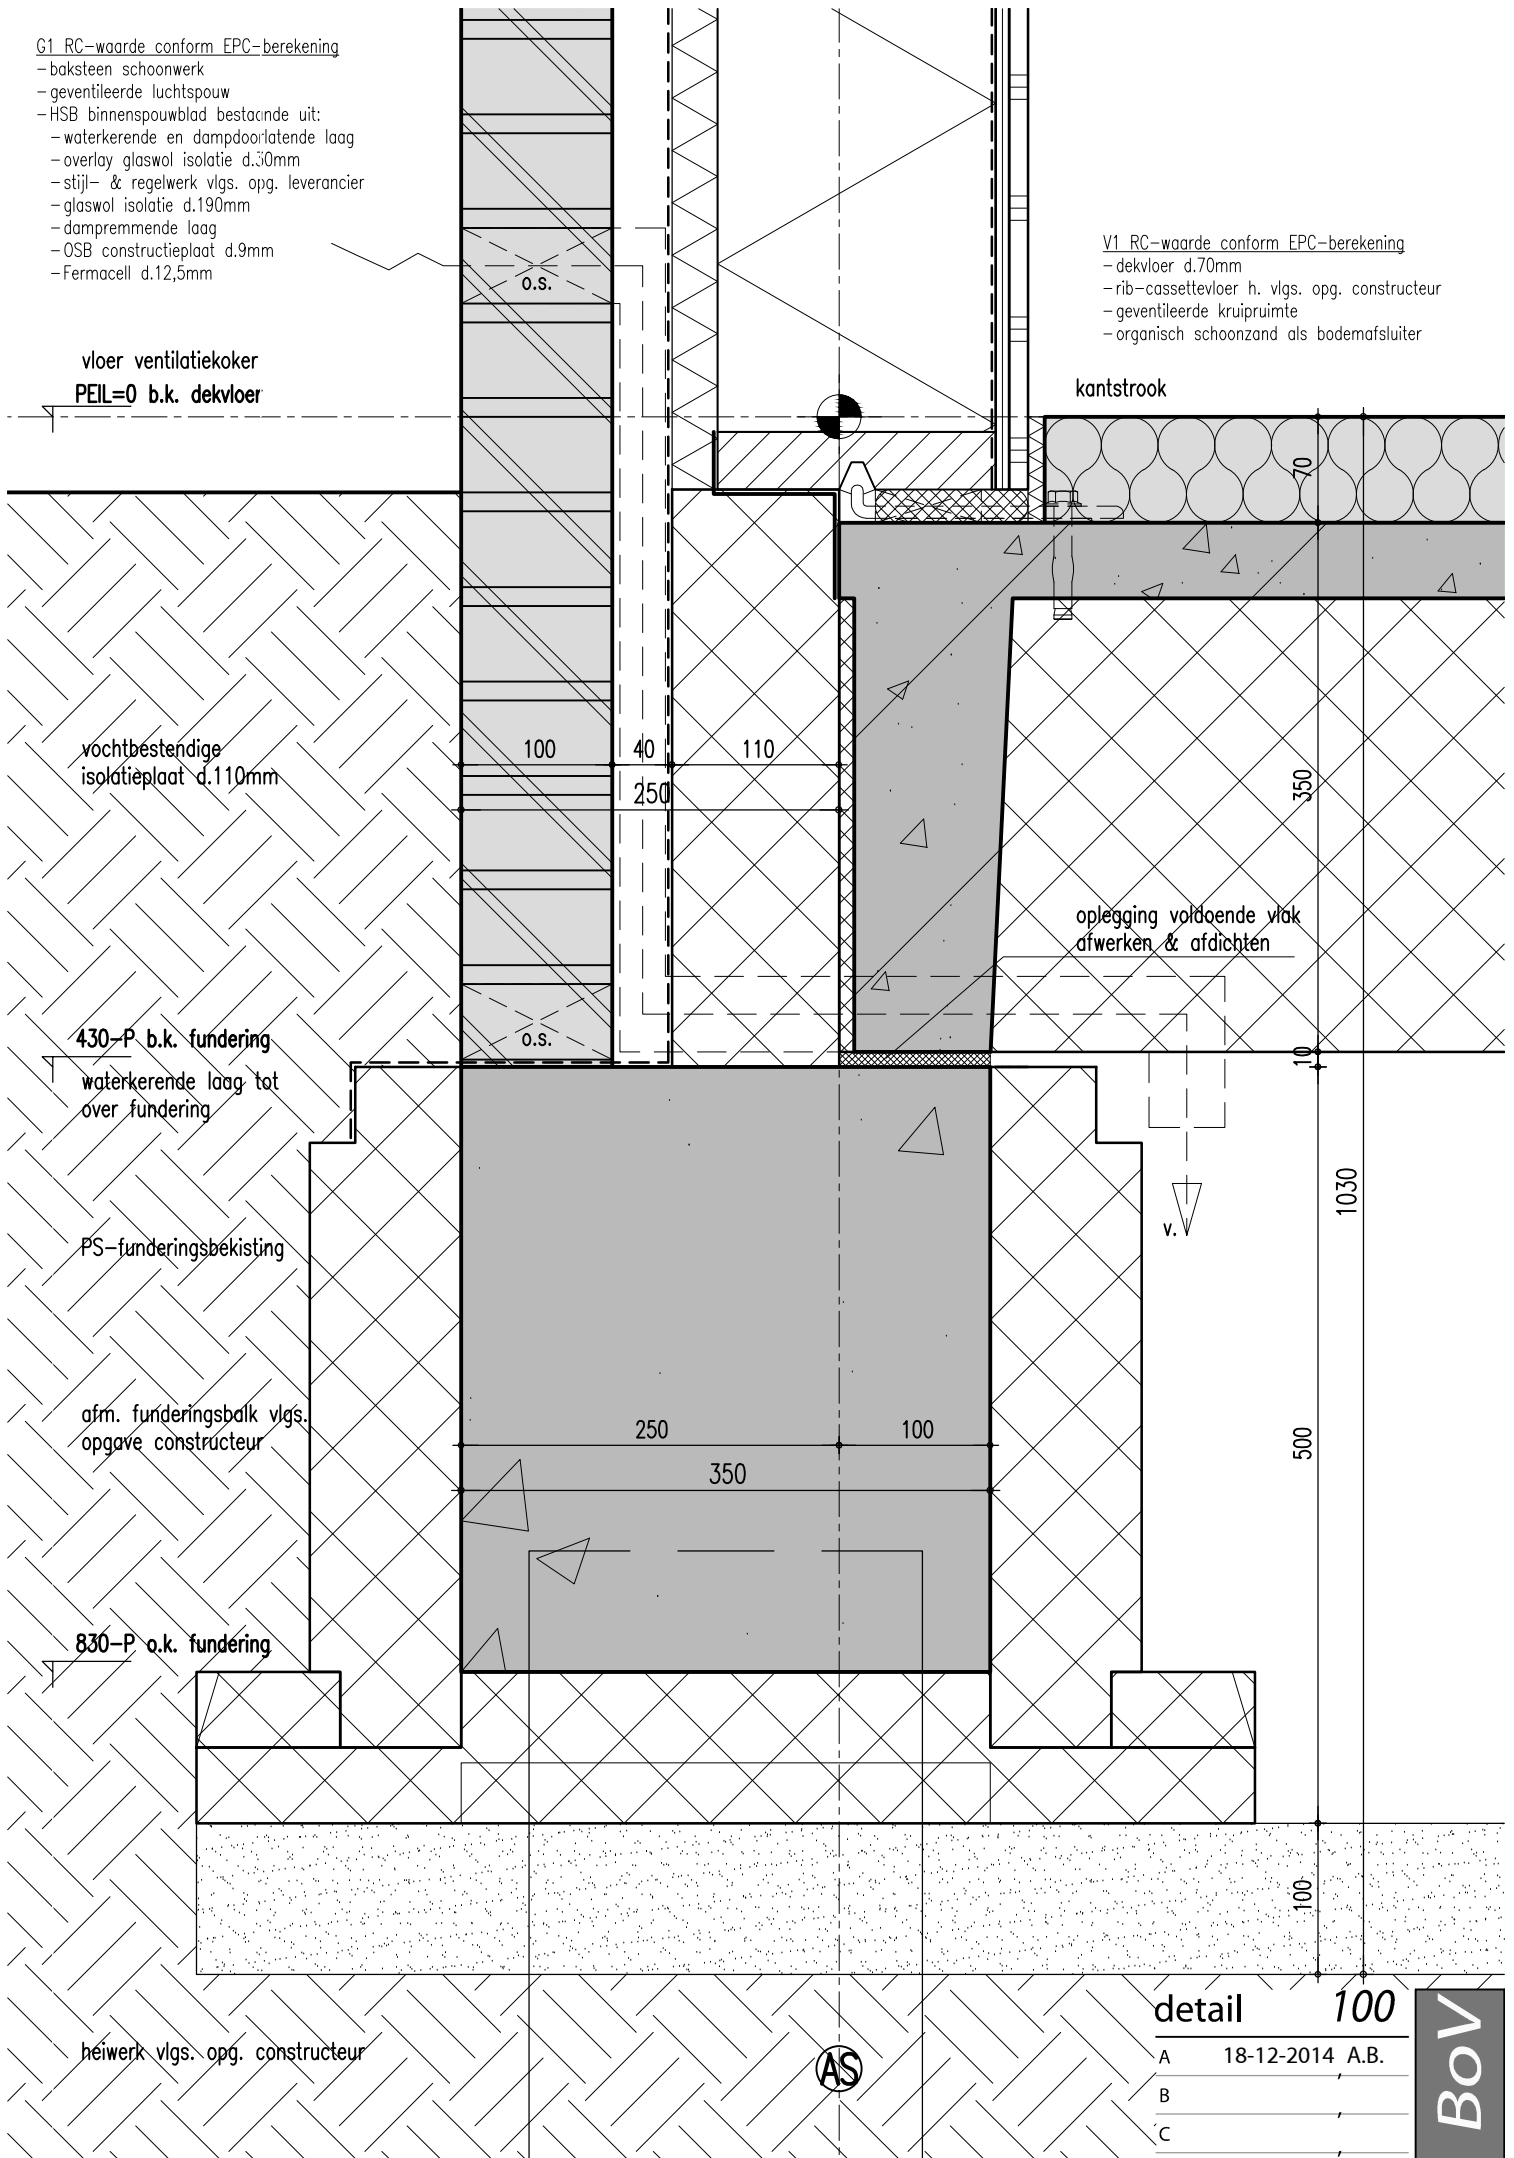 G1 RC-waarde conform EPC-berekening
- baksteen schoonwerk
- geventileerde luchtspouw
- HSB binnenspouwblad bestaande uit:
- waterkerende en dampdoorlatende laag
- overlay glaswol isolatie d.30mm
- stijl- & regelwerk vlgs. opg. leverancier
- glaswol isolatie d.190mm
- dampremmende laag
- OSB constructieplaat d.9mm
- Fermacell d.12,5mm
V1 RC-waarde conform EPC-berekening
- dekvloer d.70mm
- rib-cassettevloer h. vlgs. opg. constructeur
- geventileerde kruipruimte
- organisch schoonzand als bodemafsluiter
o.s.
vloer ventilatiekoker
PEIL=0 b.k. dekvloer
kantstrook
70
vochtbestendige
isolatieplaat d.110mm
100
40
110
250
350
oplegging voldoende vlak
afwerken & afdichten
o.s.
430-P b.k. fundering
10
waterkerende laag tot
over fundering
1030
v.
PS-funderingsbekisting
afm. funderingsbalk vlgs.
opgave constructeur
250
100
350
500
830-P o.k. fundering
100
heiwerk vlgs. opg. constructeur
AS
detail 100
A 18-12-2014 A.B.
B ,
C ,
BoV